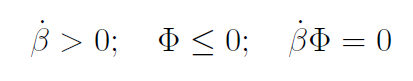 β̇ > 0;  Φ ≤ 0;  β̇Φ = 0